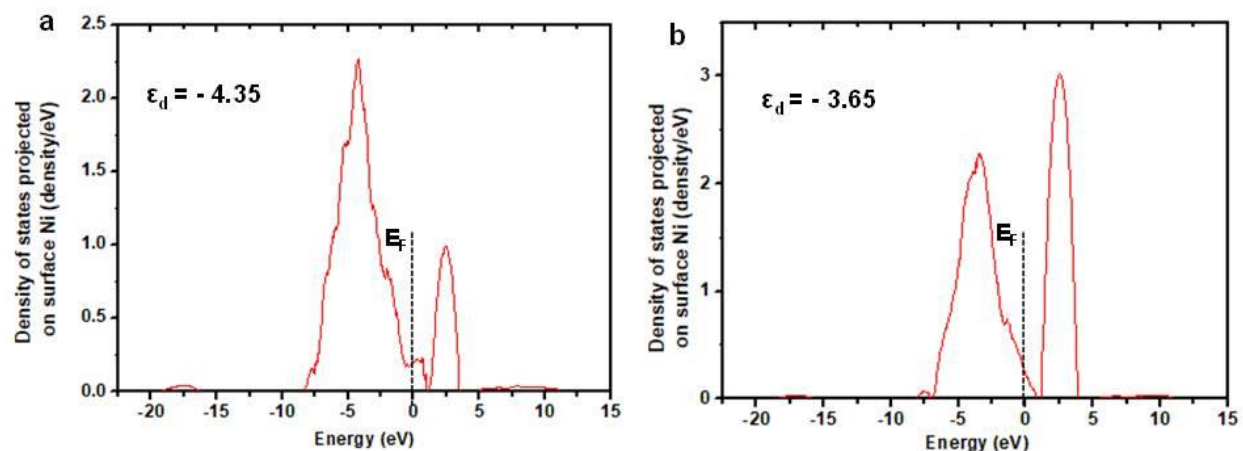 a
2.5
2.0
1.5
1.0
0.5
0.0
Density of states projected
on surface Ni (density/eV)
εd = - 4.35
EF
-20 -15 -10 -5 0 5 10 15
Energy (eV)
b
3
2
1
0
Density of states projected
on surface Ni (density/eV)
εd = - 3.65
EF
-20 -15 -10 -5 0 5 10 15
Energy (eV)